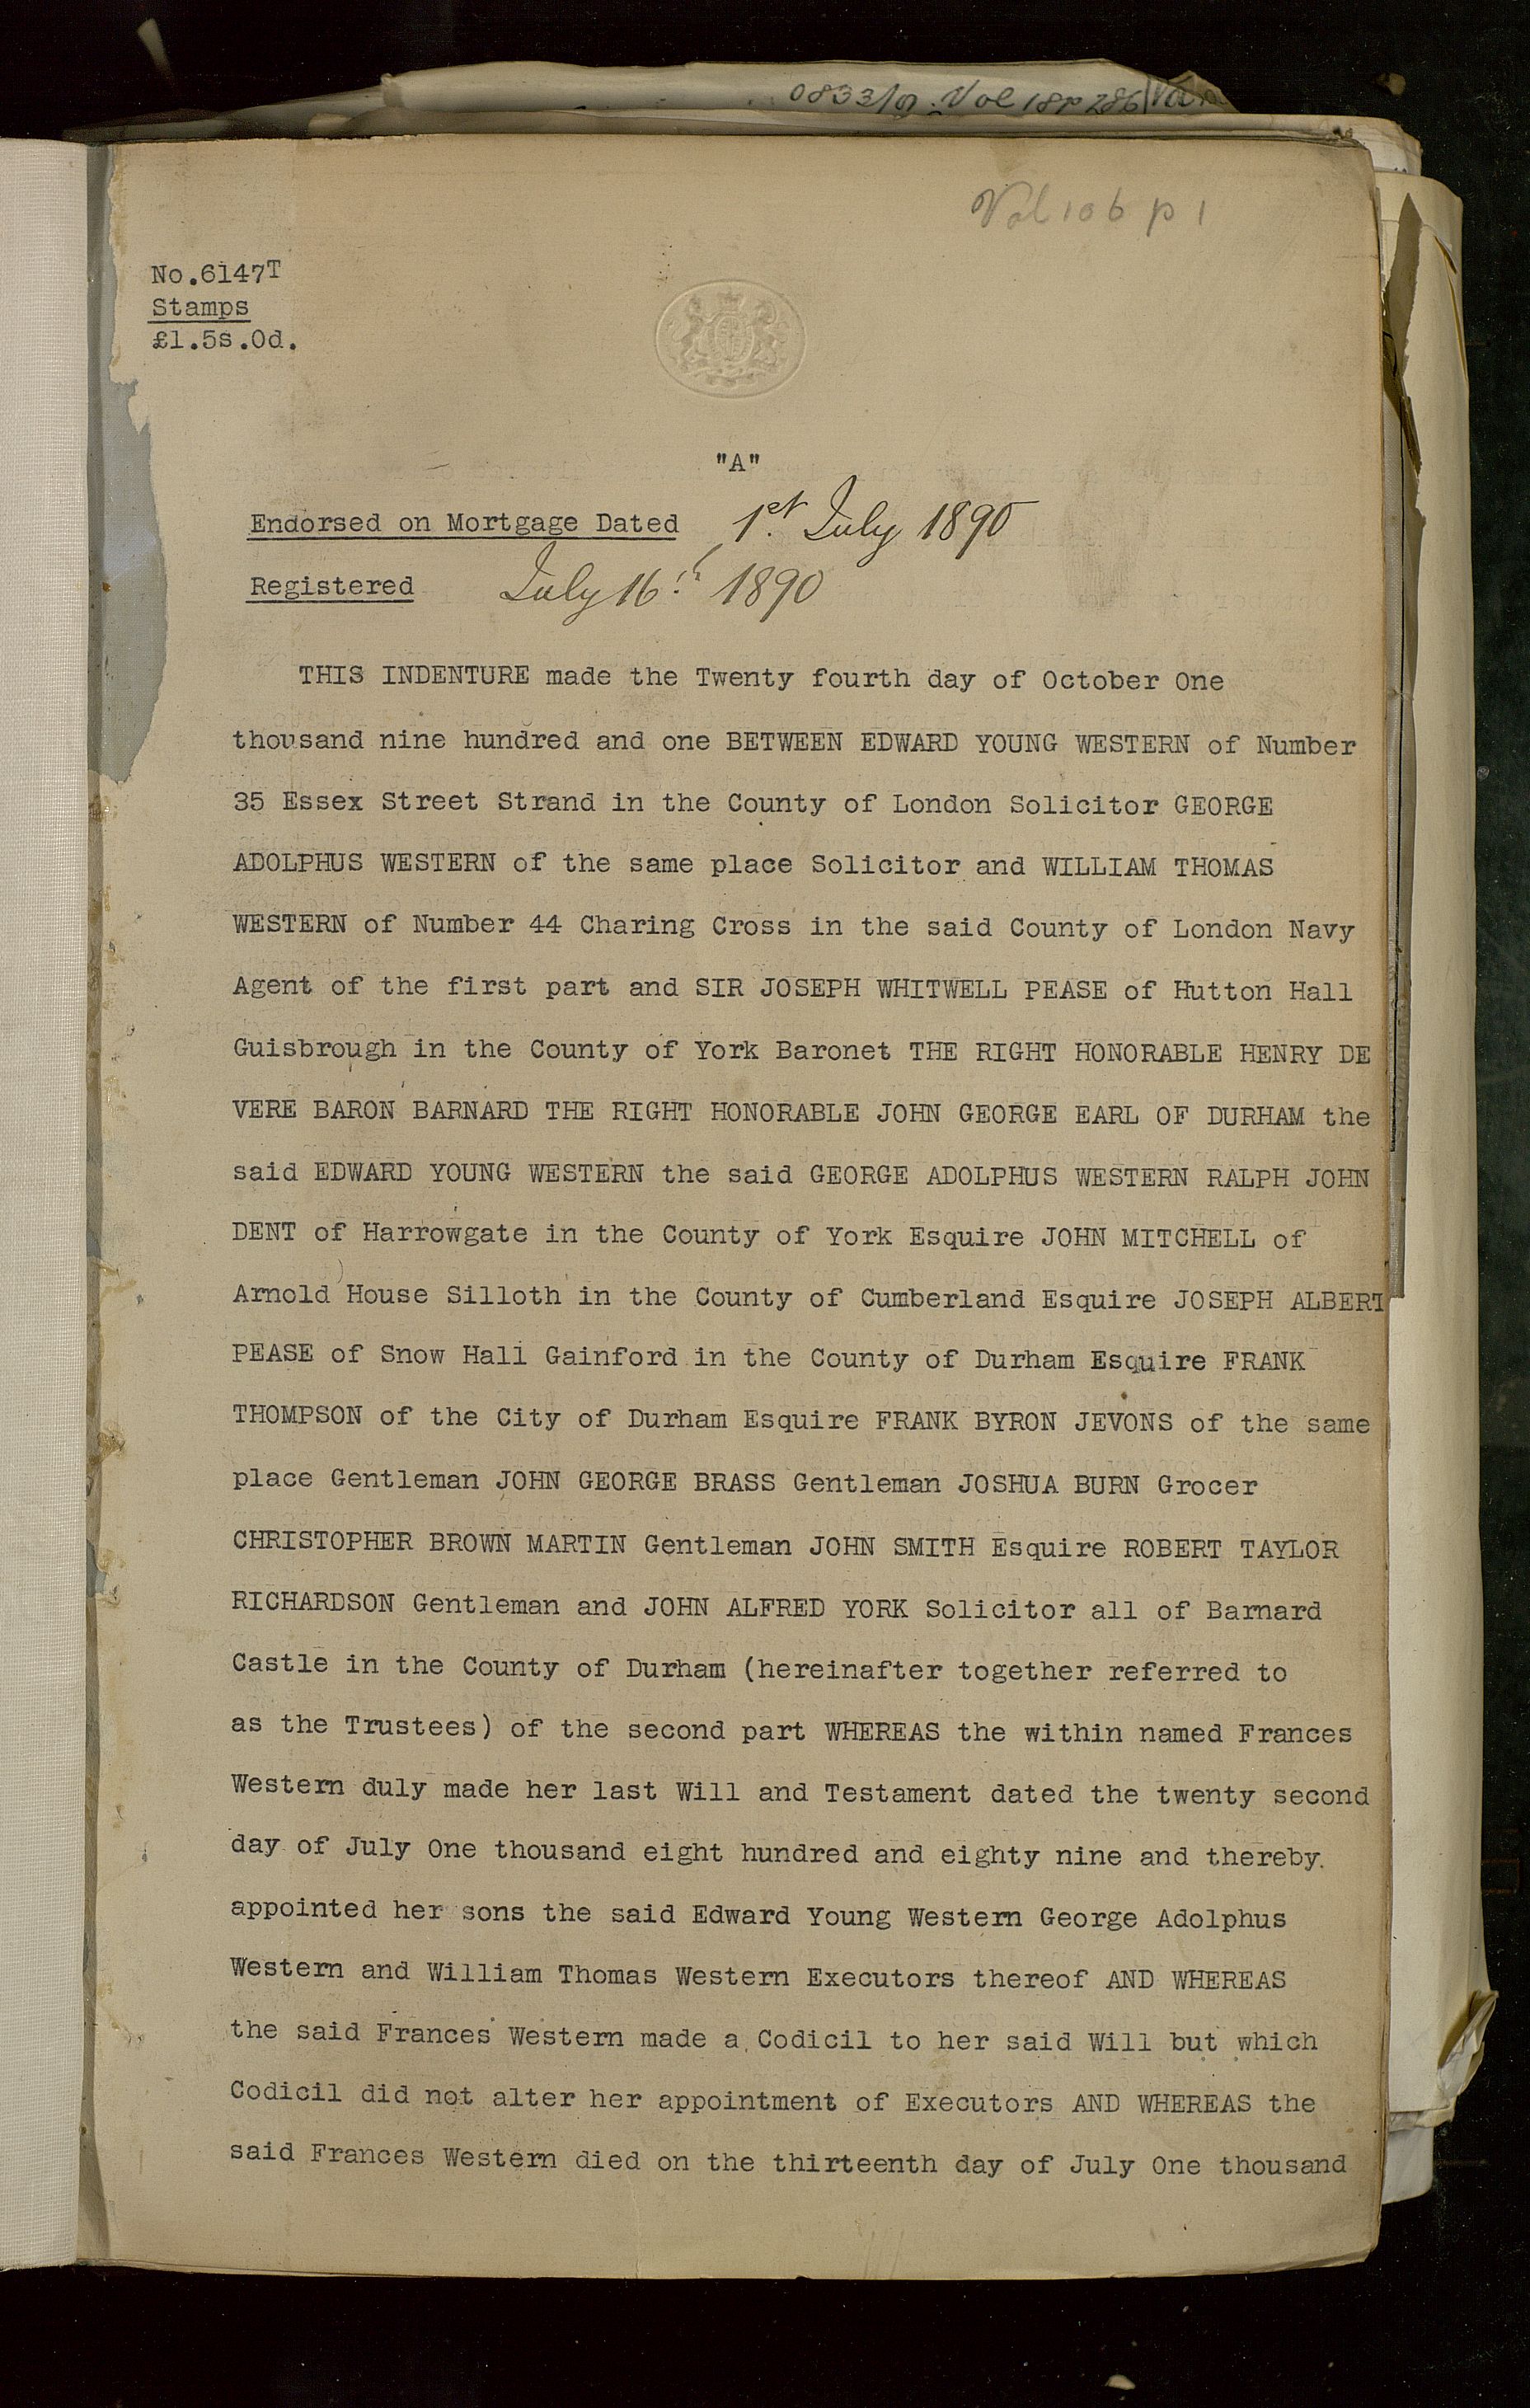 0833/9. Vol 18 p 286
Vol 106 p 1
No.6147T
Stamps
£1.5s.0d.
"A"
Endorsed on Mortgage Dated 1st July 1890
Registered July 16th 1890
THIS INDENTURE made the Twenty fourth day of October One
thousand nine hundred and one BETWEEN EDWARD YOUNG WESTERN of Number
35 Essex Street Strand in the County of London Solicitor GEORGE
ADOLPHUS WESTERN of the same place Solicitor and WILLIAM THOMAS
WESTERN of Number 44 Charing Cross in the said County of London Navy
Agent of the first part and SIR JOSEPH WHITWELL PEASE of Hutton Hall
Guisbrough in the County of York Baronet THE RIGHT HONORABLE HENRY DE
VERE BARON BARNARD THE RIGHT HONORABLE JOHN GEORGE EARL OF DURHAM the
said EDWARD YOUNG WESTERN the said GEORGE ADOLPHUS WESTERN RALPH JOHN
DENT of Harrowgate in the County of York Esquire JOHN MITCHELL of
Arnold House Silloth in the County of Cumberland Esquire JOSEPH ALBERT
PEASE of Snow Hall Gainford in the County of Durham Esquire FRANK
THOMPSON of the City of Durham Esquire FRANK BYRON JEVONS of the same
place Gentleman JOHN GEORGE BRASS Gentleman JOSHUA BURN Grocer
CHRISTOPHER BROWN MARTIN Gentleman JOHN SMITH Esquire ROBERT TAYLOR
RICHARDSON Gentleman and JOHN ALFRED YORK Solicitor all of Barnard
Castle in the County of Durham (hereinafter together referred to
as the Trustees) of the second part WHEREAS the within named Frances
Western duly made her last Will and Testament dated the twenty second
day of July One thousand eight hundred and eighty nine and thereby
appointed her sons the said Edward Young Western George Adolphus
Western and William Thomas Western Executors thereof AND WHEREAS
the said Frances Western made a Codicil to her said Will but which
Codicil did not alter her appointment of Executors AND WHEREAS the
said Frances Western died on the thirteenth day of July One thousand